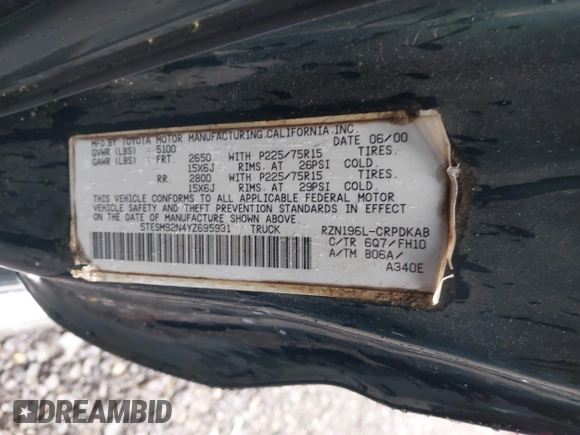 MFD.BY TOYOTA MOTOR MANUFACTURING,CALIFORNIA,INC.
GVWR (LBS) 5100 DATE 06/00
GAWR (LBS) FRT. 2650 WITH P225/75R15 TIRES.
15X6J RIMS. AT 26PSI COLD.
RR. 2800 WITH P225/75R15 TIRES.
15X6J RIMS. AT 29PSI COLD.
THIS VEHICLE CONFORMS TO ALL APPLICABLE FEDERAL MOTOR
VEHICLE SAFETY AND THEFT PREVENTION STANDARDS IN
EFFECT ON THE DATE OF MANUFACTURE SHOWN ABOVE.
5TESM92N4YZ695931 TRUCK RZN196L-CRPDKAB
C/TR 6Q7/FH10
A/TM B06A/
A340E
DREAMBID